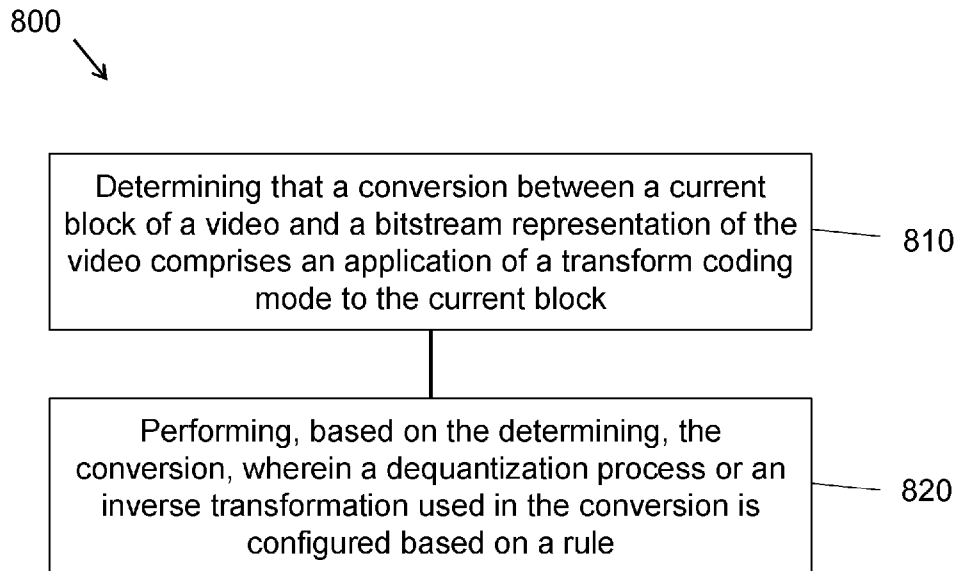 800
Determining that a conversion between a current
block of a video and a bitstream representation of the
video comprises an application of a transform coding
mode to the current block
810
Performing, based on the determining, the
conversion, wherein a dequantization process or an
inverse transformation used in the conversion is
configured based on a rule
820